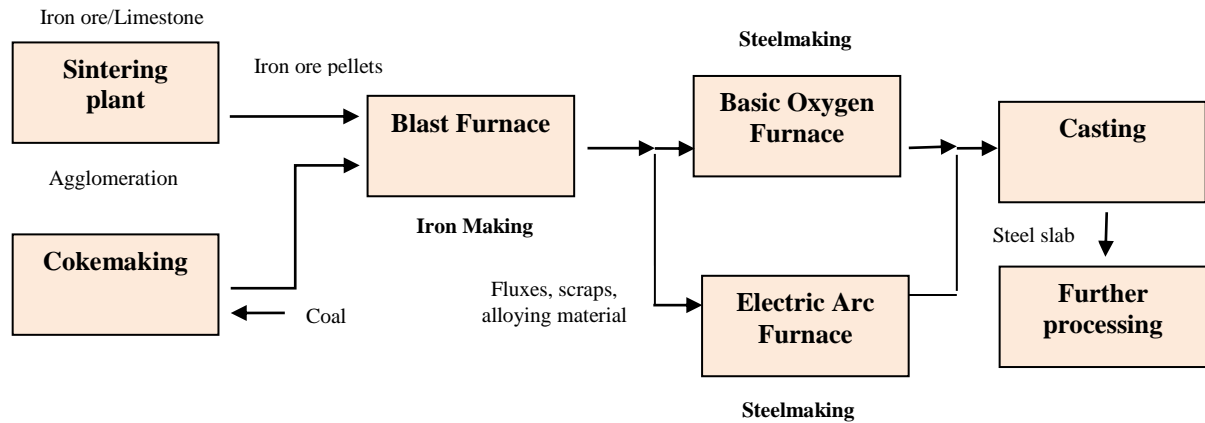 Iron ore/Limestone
Sintering
plant
Iron ore pellets
Agglomeration
Cokemaking
Coal
Blast Furnace
Iron Making
Steelmaking
Basic Oxygen
Furnace
Fluxes, scraps,
alloying material
Electric Arc
Furnace
Steelmaking
Casting
Steel slab
Further
processing